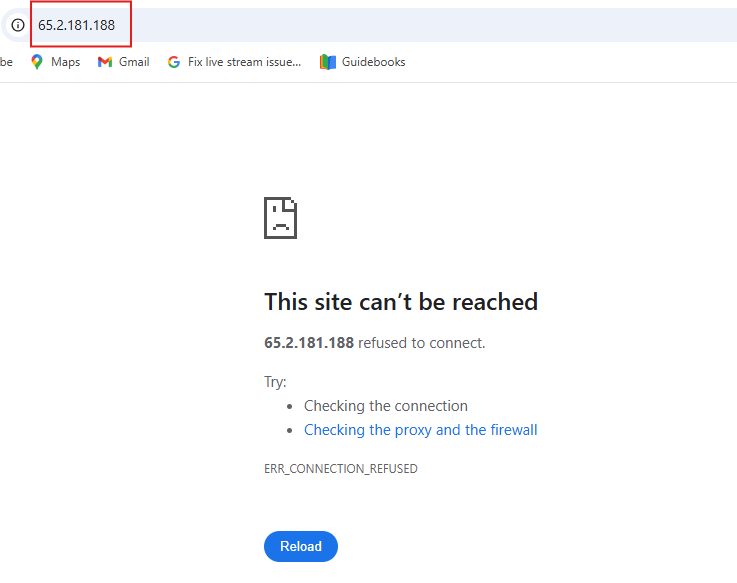 65.2.181.188
be Maps Gmail Fix live stream issue... Guidebooks
This site can't be reached
65.2.181.188 refused to connect.
Try:
• Checking the connection
• Checking the proxy and the firewall
ERR_CONNECTION_REFUSED
Reload